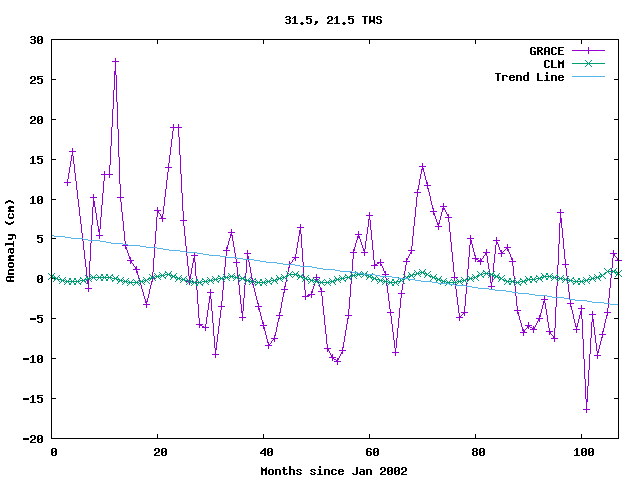 31.5, 21.5 TWS
GRACE
CLM
Trend Line
30
25
20
15
10
5
0
-5
-10
-15
-20
Anomaly (cm)
0 20 40 60 80 100
Months since Jan 2002